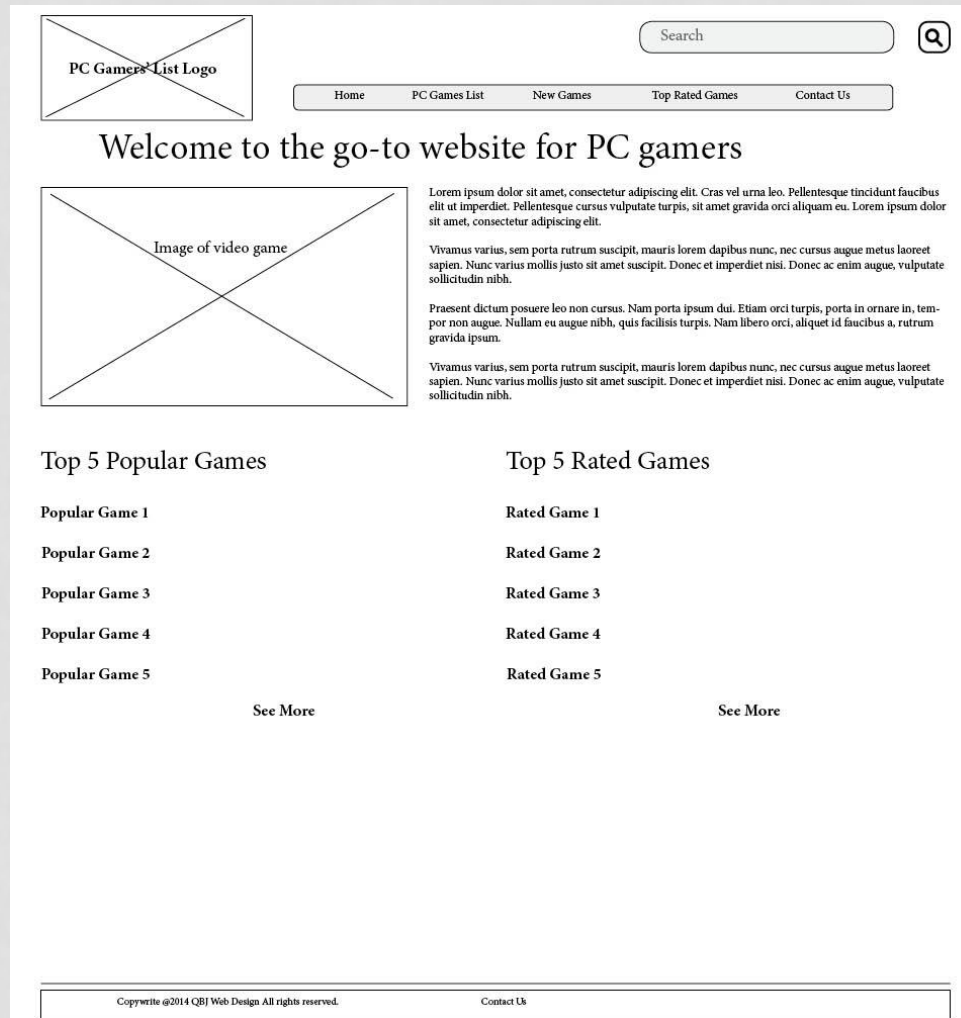 PC Gamers' List Logo
Search
Home PC Games List New Games Top Rated Games Contact Us
Welcome to the go-to website for PC gamers
Image of video game
Lorem ipsum dolor sit amet, consectetur adipiscing elit. Cras vel urna leo. Pellentesque tincidunt faucibus
elit ut imperdiet. Pellentesque cursus vulputate turpis, sit amet gravida orci aliquam eu. Lorem ipsum dolor
sit amet, consectetur adipiscing elit.
Vivamus varius, sem porta rutrum suscipit, mauris lorem dapibus nunc, nec cursus augue metus laoreet
sapien. Nunc varius mollis justo sit amet suscipit. Donec et imperdiet nisi. Donec ac enim augue, vulputate
sollicitudin nibh.
Praesent dictum posuere leo non cursus. Nam porta ipsum dui. Etiam orci turpis, porta in ornare in, tem-
por non augue. Nullam eu augue nibh, quis facilisis turpis. Nam libero orci, aliquet id faucibus a, rutrum
gravida ipsum.
Vivamus varius, sem porta rutrum suscipit, mauris lorem dapibus nunc, nec cursus augue metus laoreet
sapien. Nunc varius mollis justo sit amet suscipit. Donec et imperdiet nisi. Donec ac enim augue, vulputate
sollicitudin nibh.
Top 5 Popular Games
Popular Game 1
Popular Game 2
Popular Game 3
Popular Game 4
Popular Game 5
See More
Top 5 Rated Games
Rated Game 1
Rated Game 2
Rated Game 3
Rated Game 4
Rated Game 5
See More
Copywrite @2014 QBJ Web Design All rights reserved. Contact Us